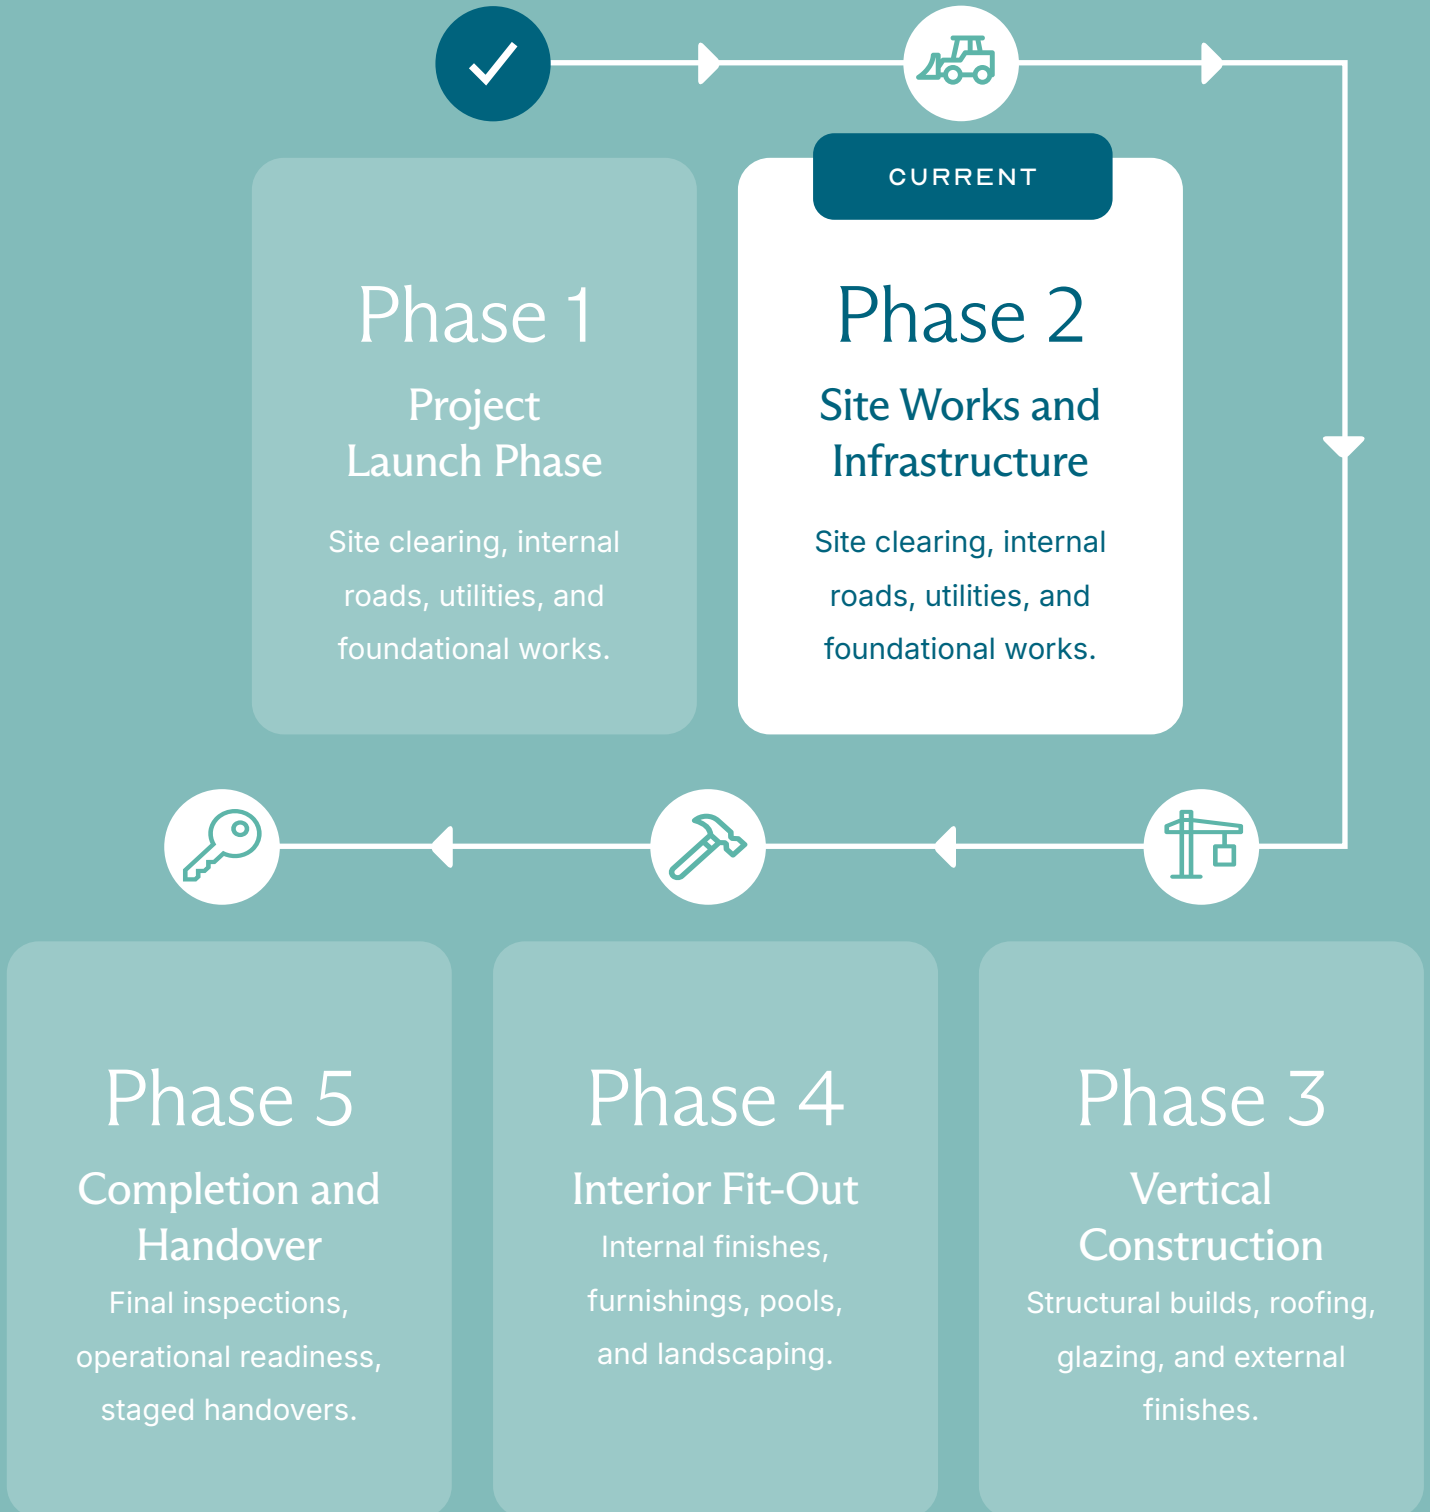 CURRENT
Phase 1
Project
Launch Phase
Site clearing, internal
roads, utilities, and
foundational works.
Phase 2
Site Works and
Infrastructure
Site clearing, internal
roads, utilities, and
foundational works.
Phase 5
Completion and
Handover
Final inspections,
operational readiness,
staged handovers.
Phase 4
Interior Fit-Out
Internal finishes,
furnishings, pools,
and landscaping.
Phase 3
Vertical
Construction
Structural builds, roofing,
glazing, and external
finishes.